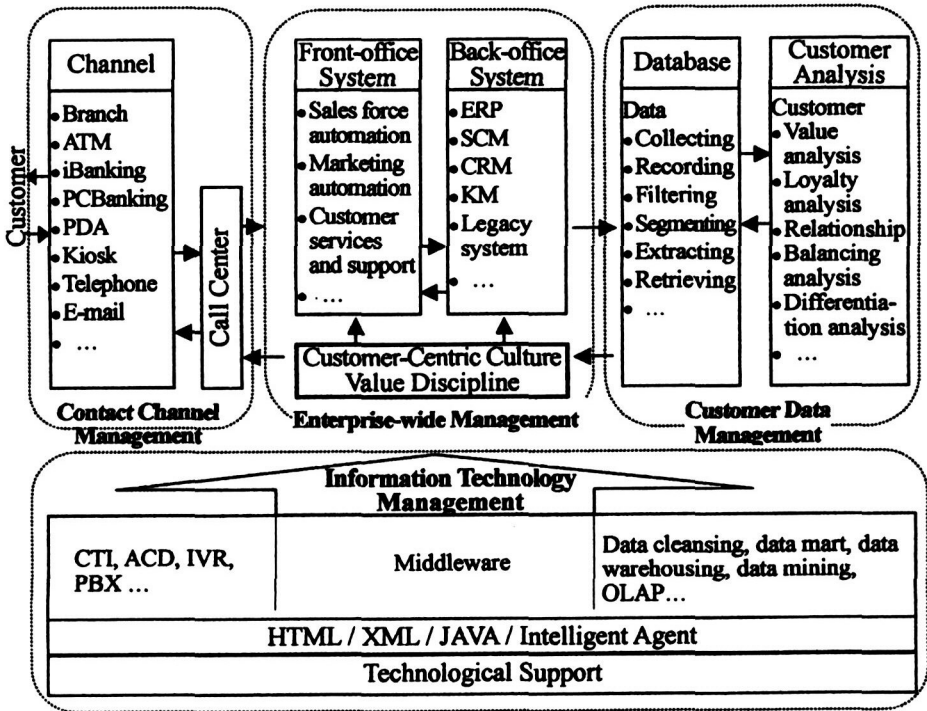 Customer
Channel
• Branch
• ATM
• iBanking
• PCBanking
• PDA
• Kiosk
• Telephone
• E-mail
• ...
Call Center
Contact Channel
Management
Front-office
System
• Sales force
automation
• Marketing
automation
• Customer
services
and support
• ...
Back-office
System
• ERP
• SCM
• CRM
• KM
• Legacy
system
• ...
Customer-Centric Culture
Value Discipline
Enterprise-wide Management
Database
Data
• Collecting
• Recording
• Filtering
• Segmenting
• Extracting
• Retrieving
• ...
Customer
Analysis
Customer
• Value
analysis
• Loyalty
analysis
• Relationship
• Balancing
analysis
• Differentia-
tion analysis
• ...
Customer Data
Management
Information Technology
Management
CTI, ACD, IVR,
PBX ...
Middleware
Data cleansing, data mart, data
warehousing, data mining,
OLAP...
HTML / XML / JAVA / Intelligent Agent
Technological Support